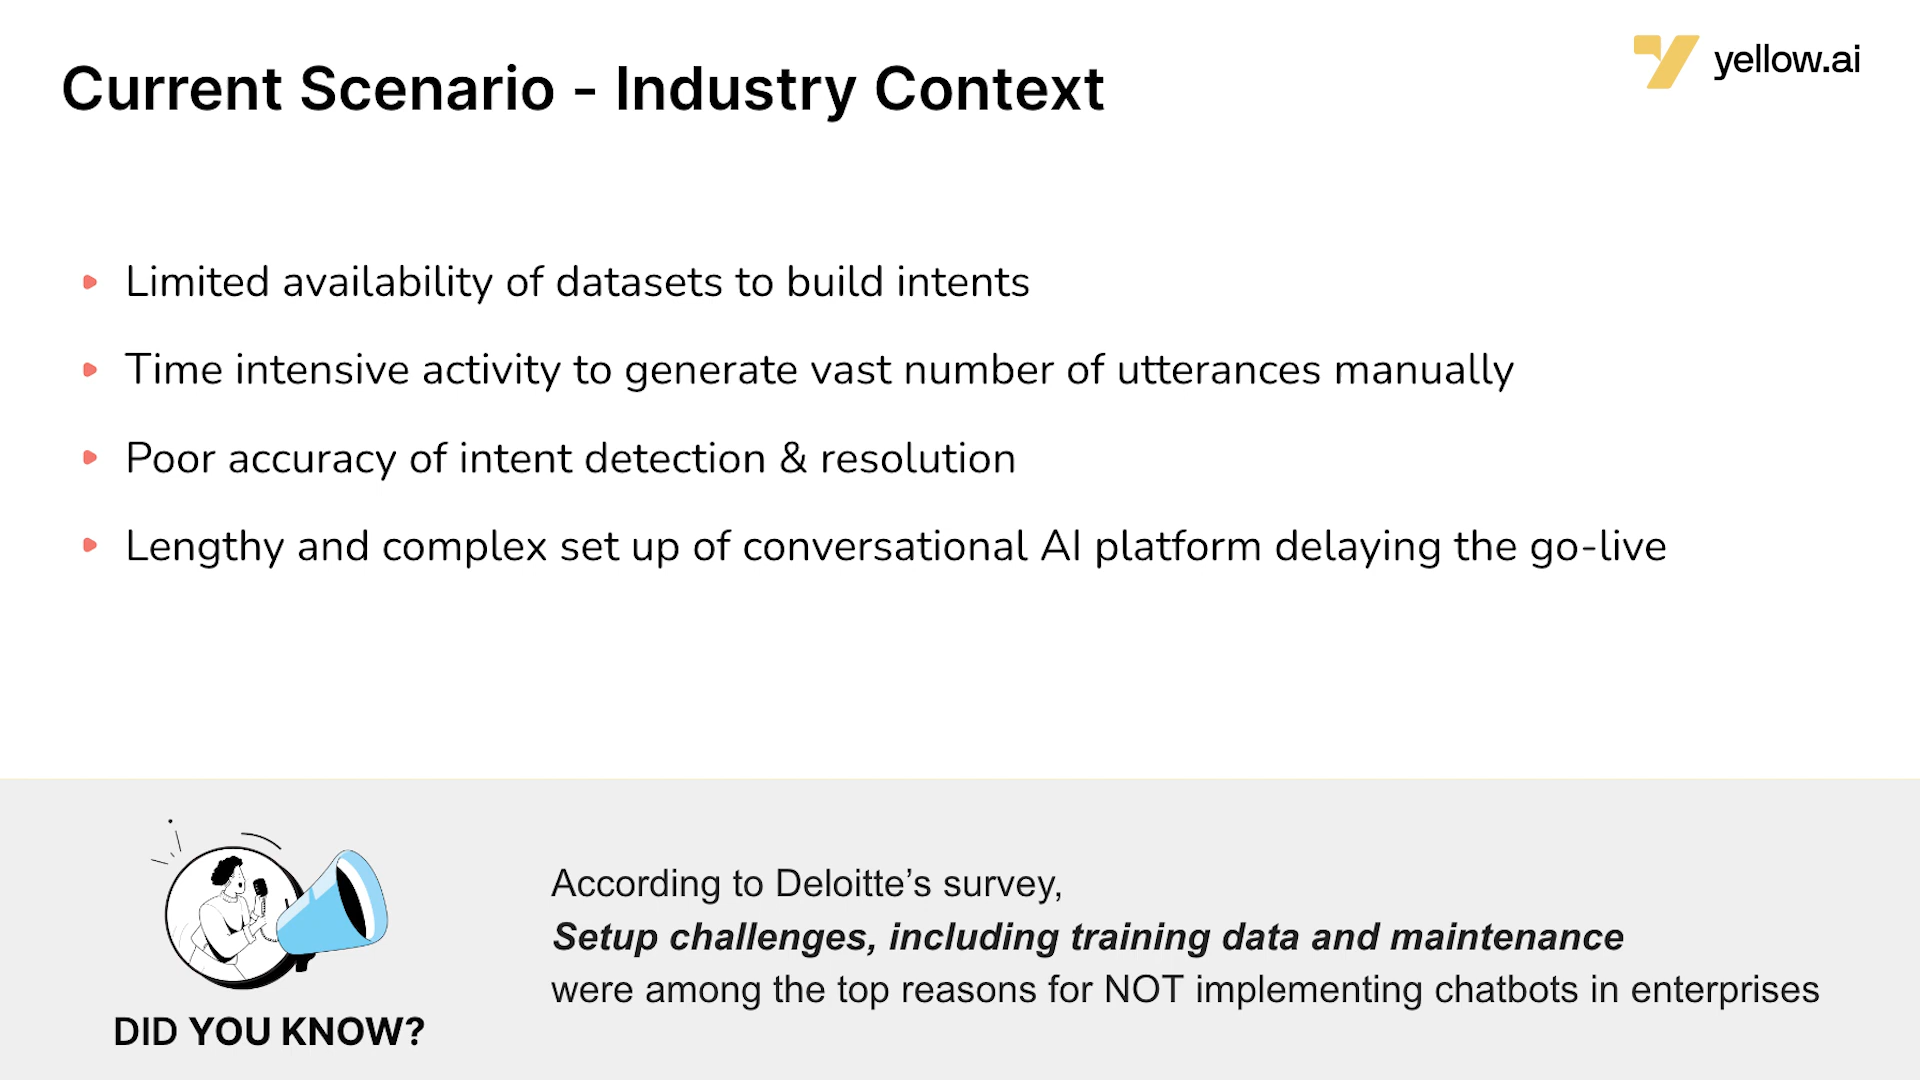 Current Scenario - Industry Context
yellow.ai
Limited availability of datasets to build intents
Time intensive activity to generate vast number of utterances manually
Poor accuracy of intent detection & resolution
Lengthy and complex set up of conversational AI platform delaying the go-live
According to Deloitte’s survey,
Setup challenges, including training data and maintenance
were among the top reasons for NOT implementing chatbots in enterprises
DID YOU KNOW?